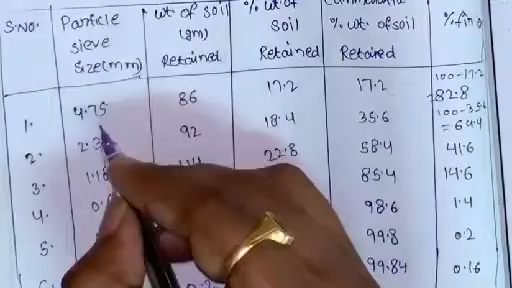 S.NO. Particle sieve size(mm) wt. of soil (gm) Retained % wt of soil Retained % wt. of soil Retained
1. 4.75 86 17.2 17.2 100-17.2 82.8
2. 92 18.4 35.6 100-35.6 = 64.4
3. 1.18 22.8 58.4 41.6
4. 85.4 14.6
5. 98.6 1.4
99.8 0.2
99.84 0.16